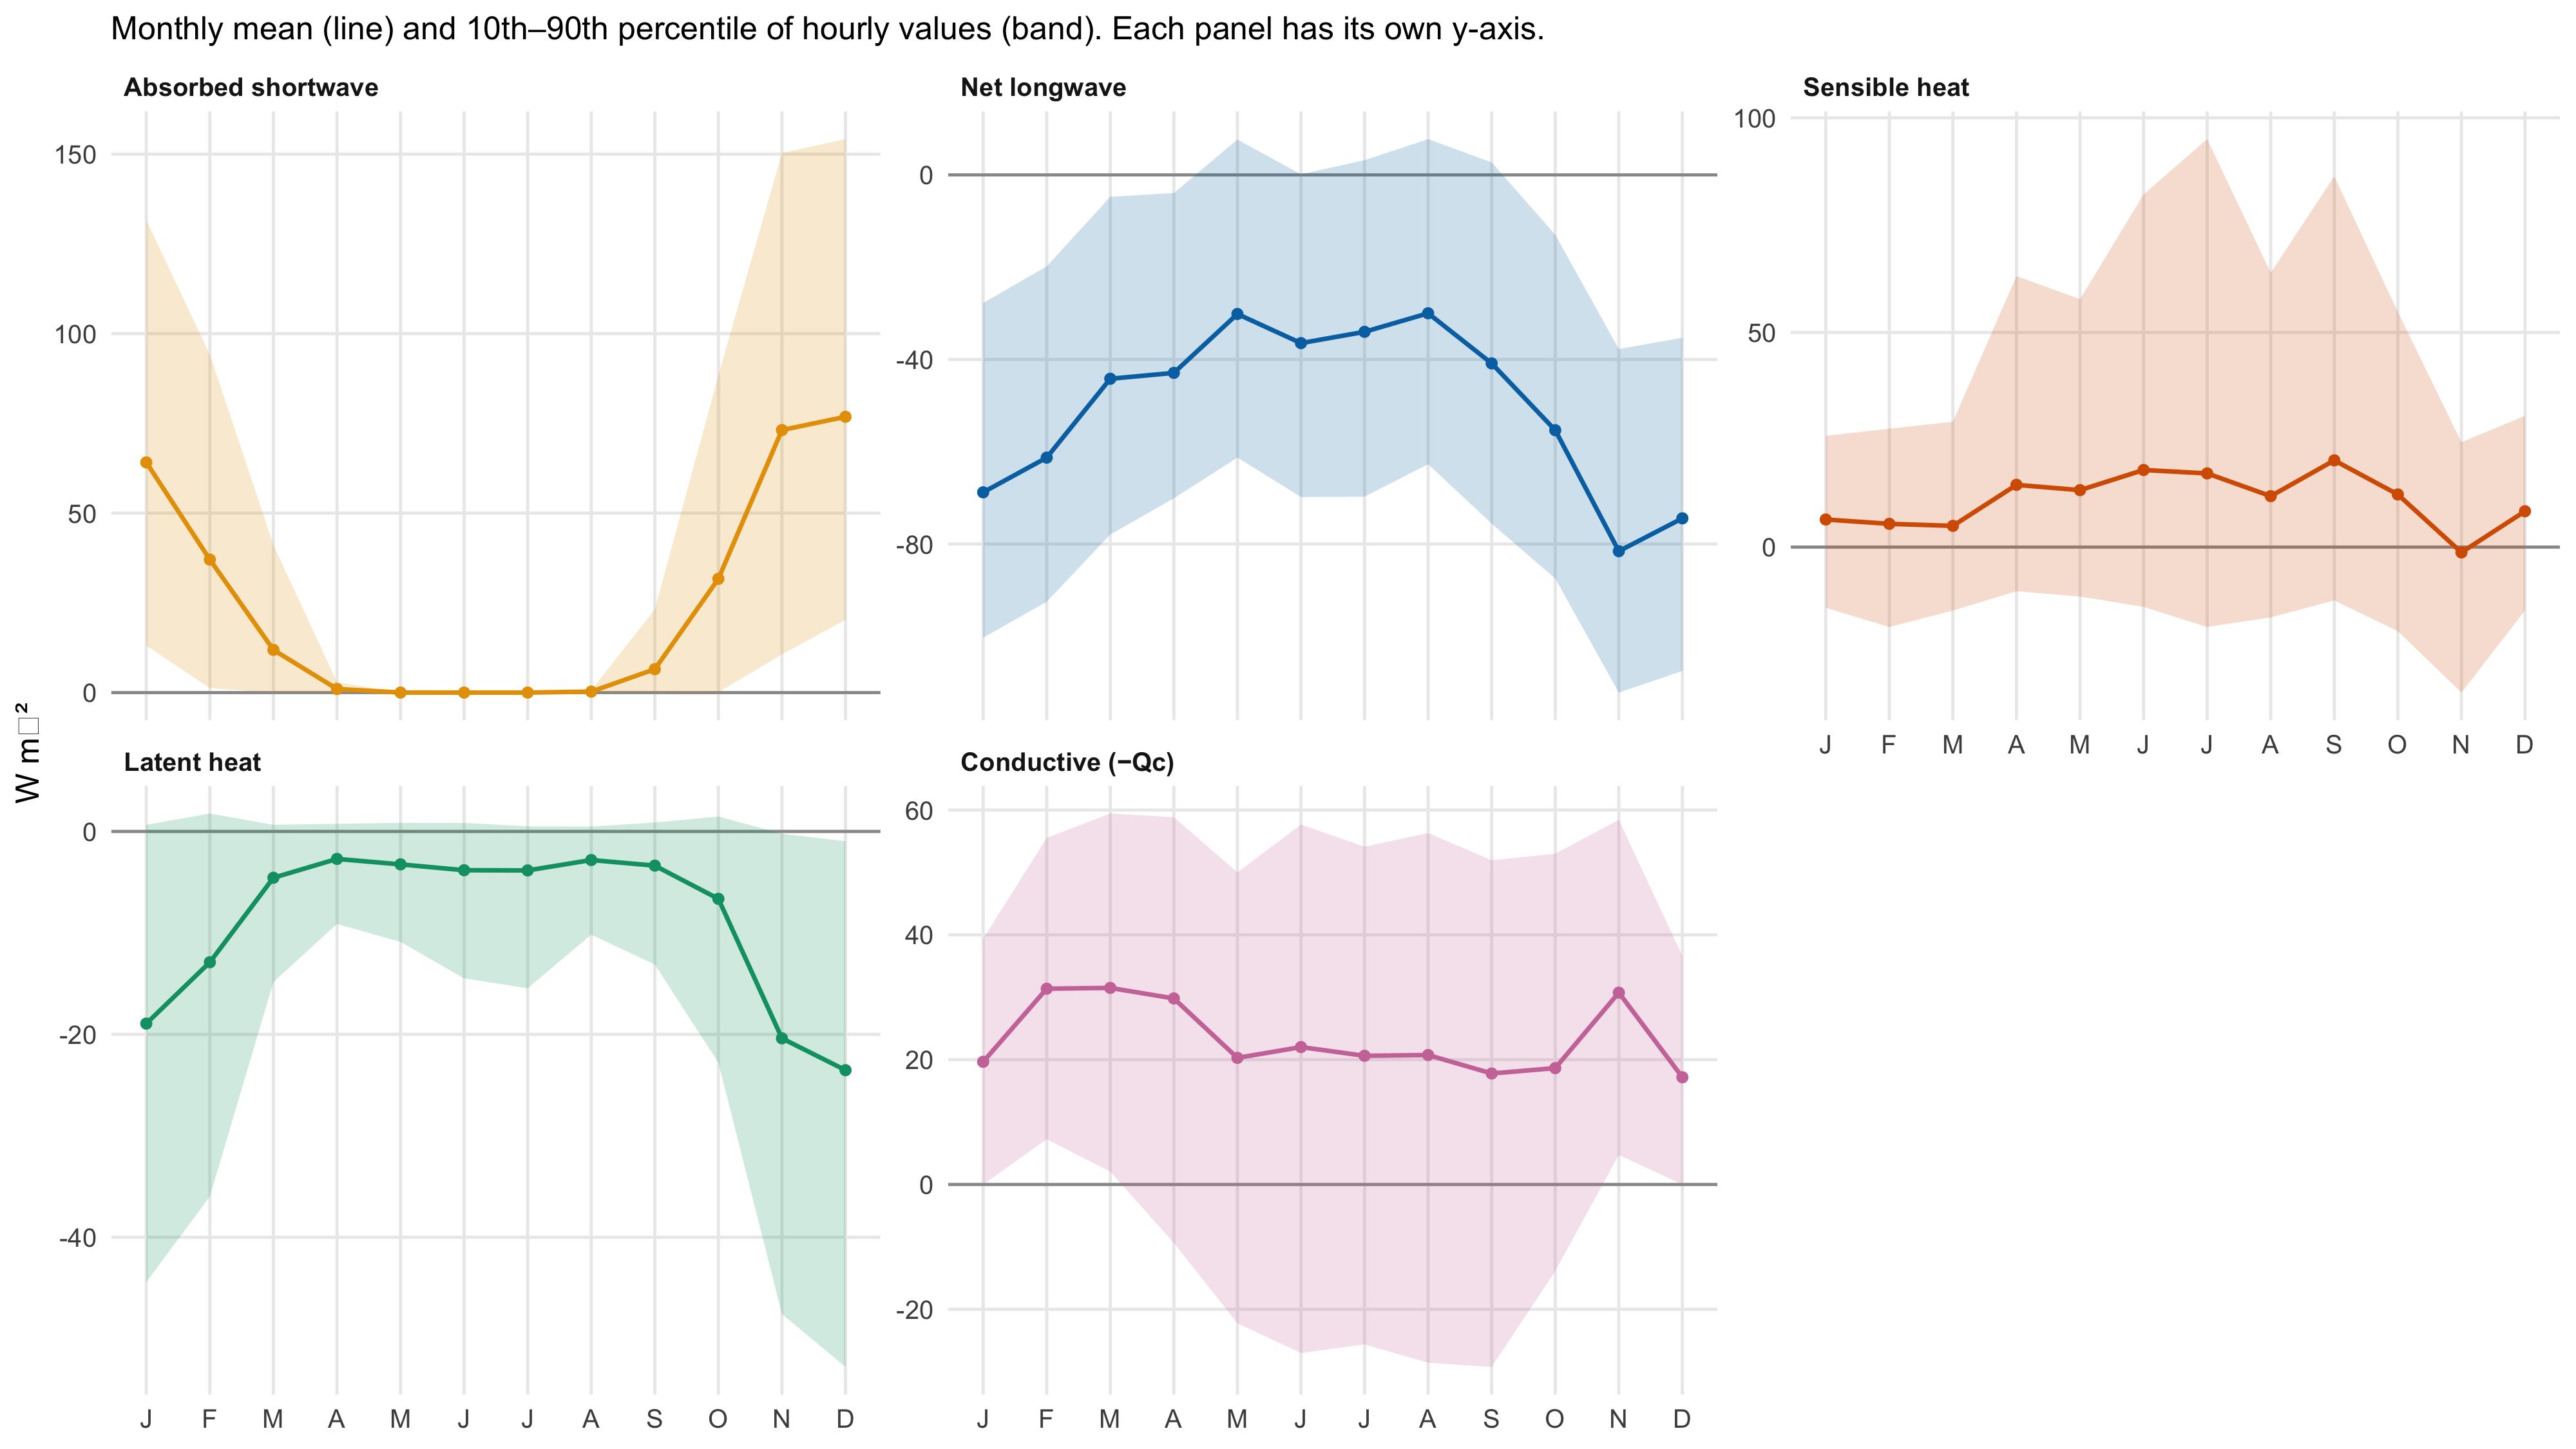 Monthly mean (line) and 10th–90th percentile of hourly values (band). Each panel has its own y-axis.
Absorbed shortwave
Net longwave
Sensible heat
150
100
50
0
0
-40
-80
100
50
0
J F M A M J J A S O N D
W m□²
Latent heat
Conductive (−Qc)
0
-20
-40
60
40
20
0
-20
J F M A M J J A S O N D
J F M A M J J A S O N D